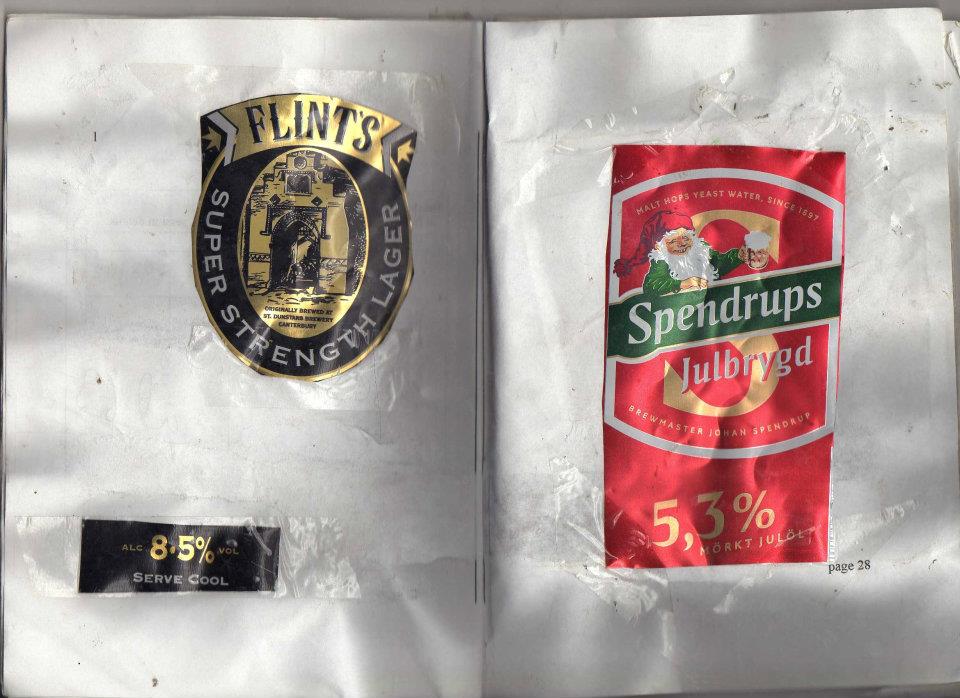 FLINT'S
SUPER STRENGTH LAGER
ORIGINALLY BREWED AT
ST. DUNSTANS BREWERY
CANTERBURY
ALC 8.5% VOL
SERVE COOL
MALT HOPS YEAST WATER, SINCE 1897
Spendrups
Julbrygd
BREWMASTER JOHAN SPENDRUP
5,3%
MÖRKT JULÖL
page 28